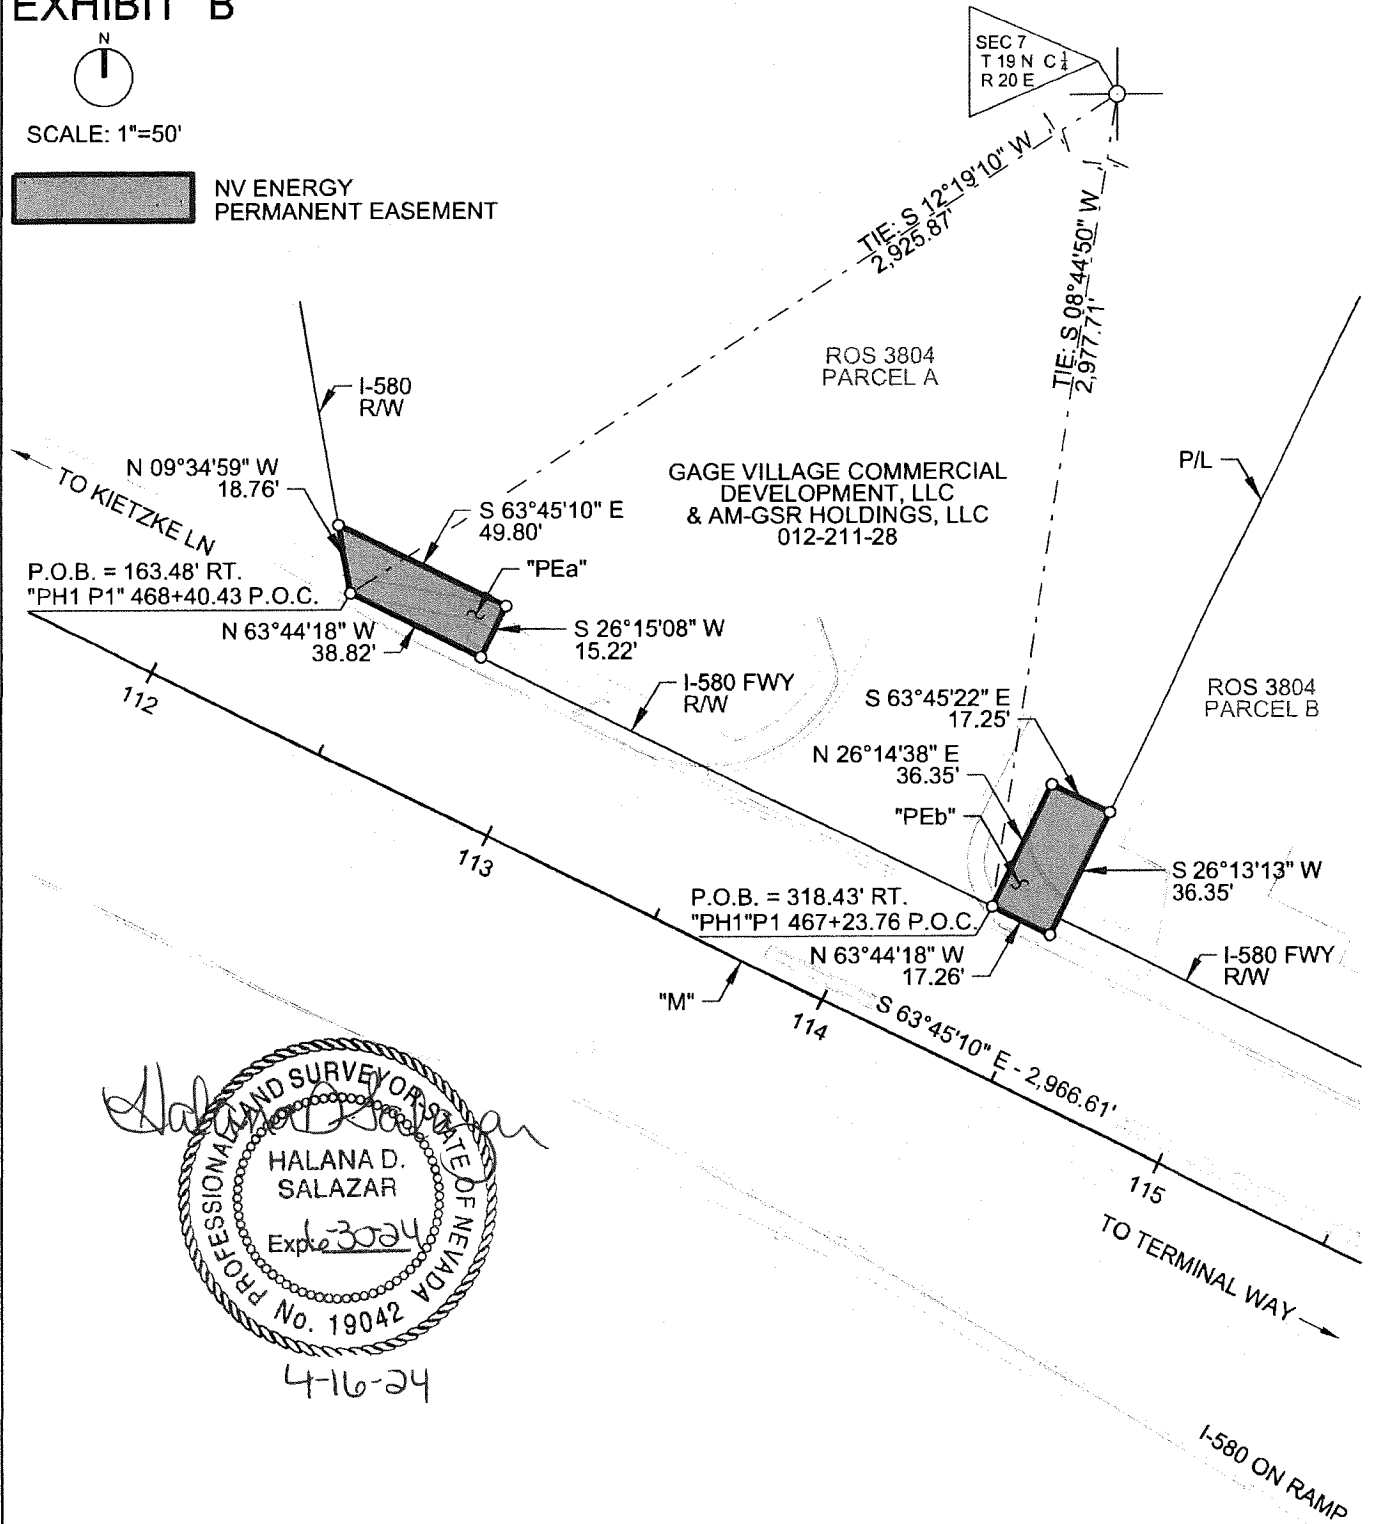 EXHIBIT "B"
N
SCALE: 1"=50'
NV ENERGY
PERMANENT EASEMENT
SEC 7
T 19 N C 1/4
R 20 E
TIE: S 12°19'10" W
2,925.87'
TIE: S 08°44'50" W
2,977.71'
ROS 3804
PARCEL A
I-580
R/W
GAGE VILLAGE COMMERCIAL
DEVELOPMENT, LLC
& AM-GSR HOLDINGS, LLC
012-211-28
P/L
N 09°34'59" W
18.76'
TO KIETZKE LN
S 63°45'10" E
49.80'
"PEa"
P.O.B. = 163.48' RT.
"PH1 P1" 468+40.43 P.O.C.
N 63°44'18" W
38.82'
S 26°15'08" W
15.22'
I-580 FWY
R/W
ROS 3804
PARCEL B
S 63°45'22" E
17.25'
N 26°14'38" E
36.35'
"PEb"
S 26°13'13" W
36.35'
P.O.B. = 318.43' RT.
"PH1"P1 467+23.76 P.O.C.
N 63°44'18" W
17.26'
I-580 FWY
R/W
112
113
"M"
114
S 63°45'10" E - 2,966.61'
115
TO TERMINAL WAY
I-580 ON RAMP
PROFESSIONAL LAND SURVEYOR-STATE OF NEVADA
HALANA D.
SALAZAR
Exp. 6-30-24
No. 19042
4-16-24